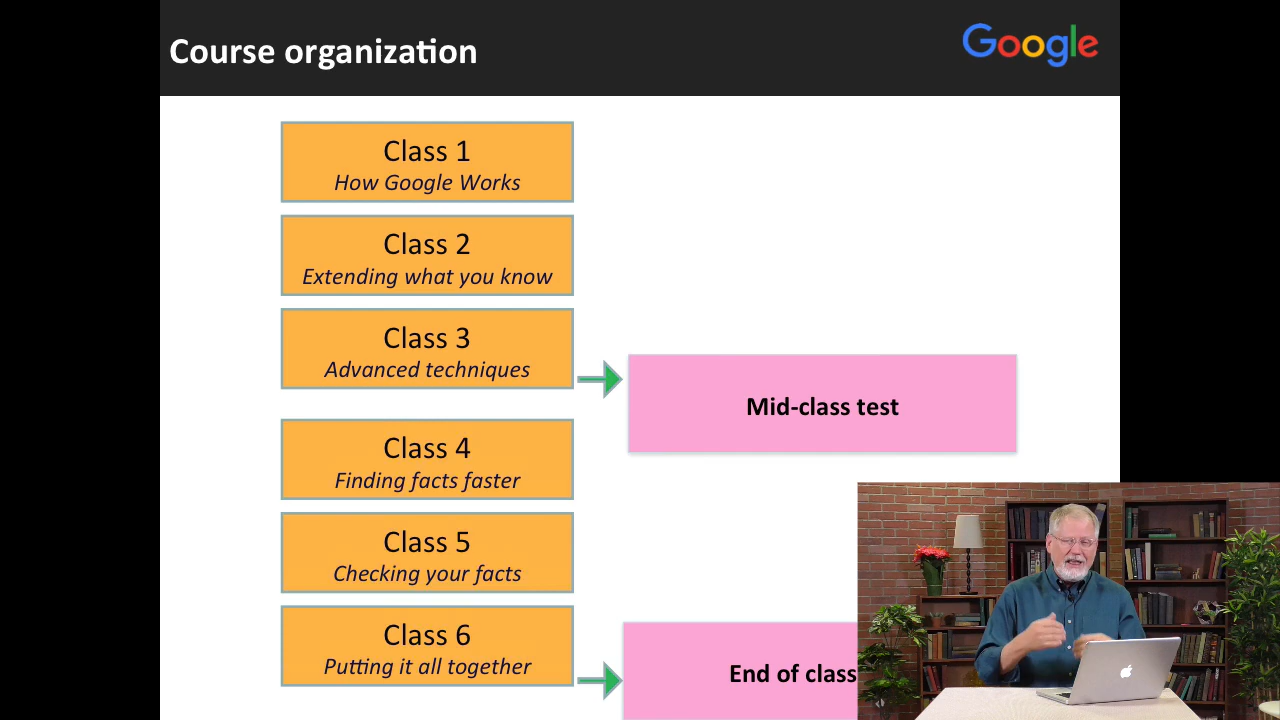 Course organization
Google
Class 1
How Google Works
Class 2
Extending what you know
Class 3
Advanced techniques
Mid-class test
Class 4
Finding facts faster
Class 5
Checking your facts
Class 6
Putting it all together
End of class